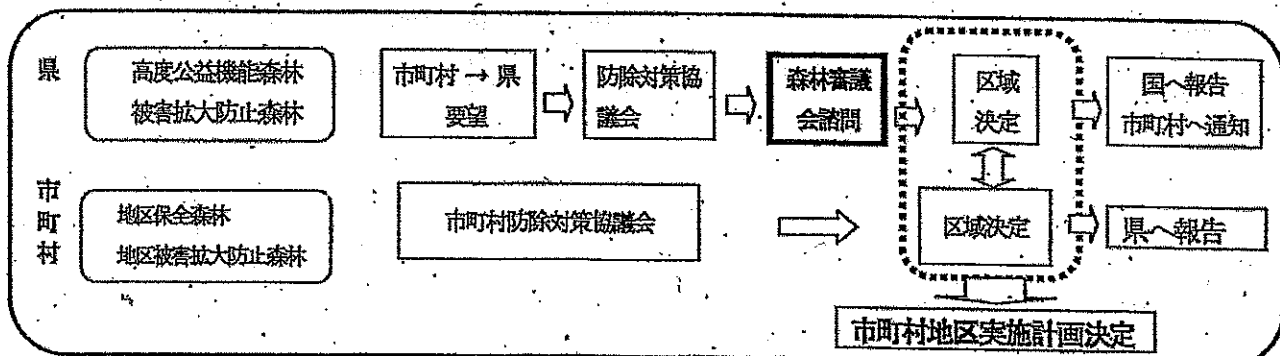 県
高度公益機能森林
被害拡大防止森林
市町村 → 県
要望
防除対策協
議会
森林審議
会諮問
区域
決定
国へ報告
市町村へ通知
市町村
地区保全森林
地区被害拡大防止森林
市町村防除対策協議会
区域決定
県へ報告
市町村地区実施計画決定